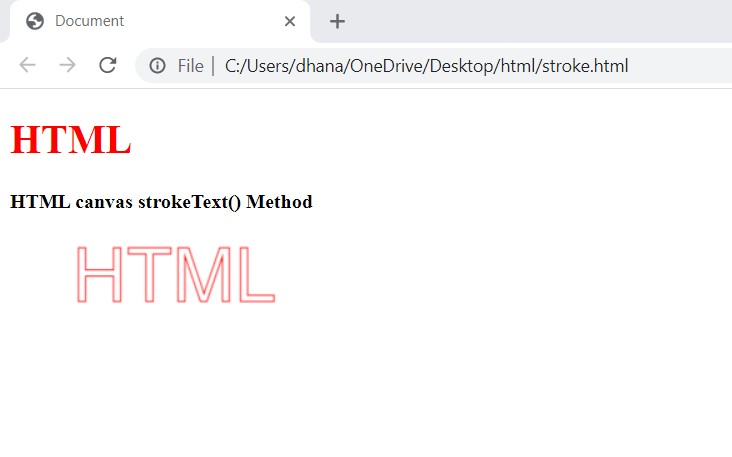 Document
File | C:/Users/dhana/OneDrive/Desktop/html/stroke.html
HTML
HTML canvas strokeText() Method
HTML